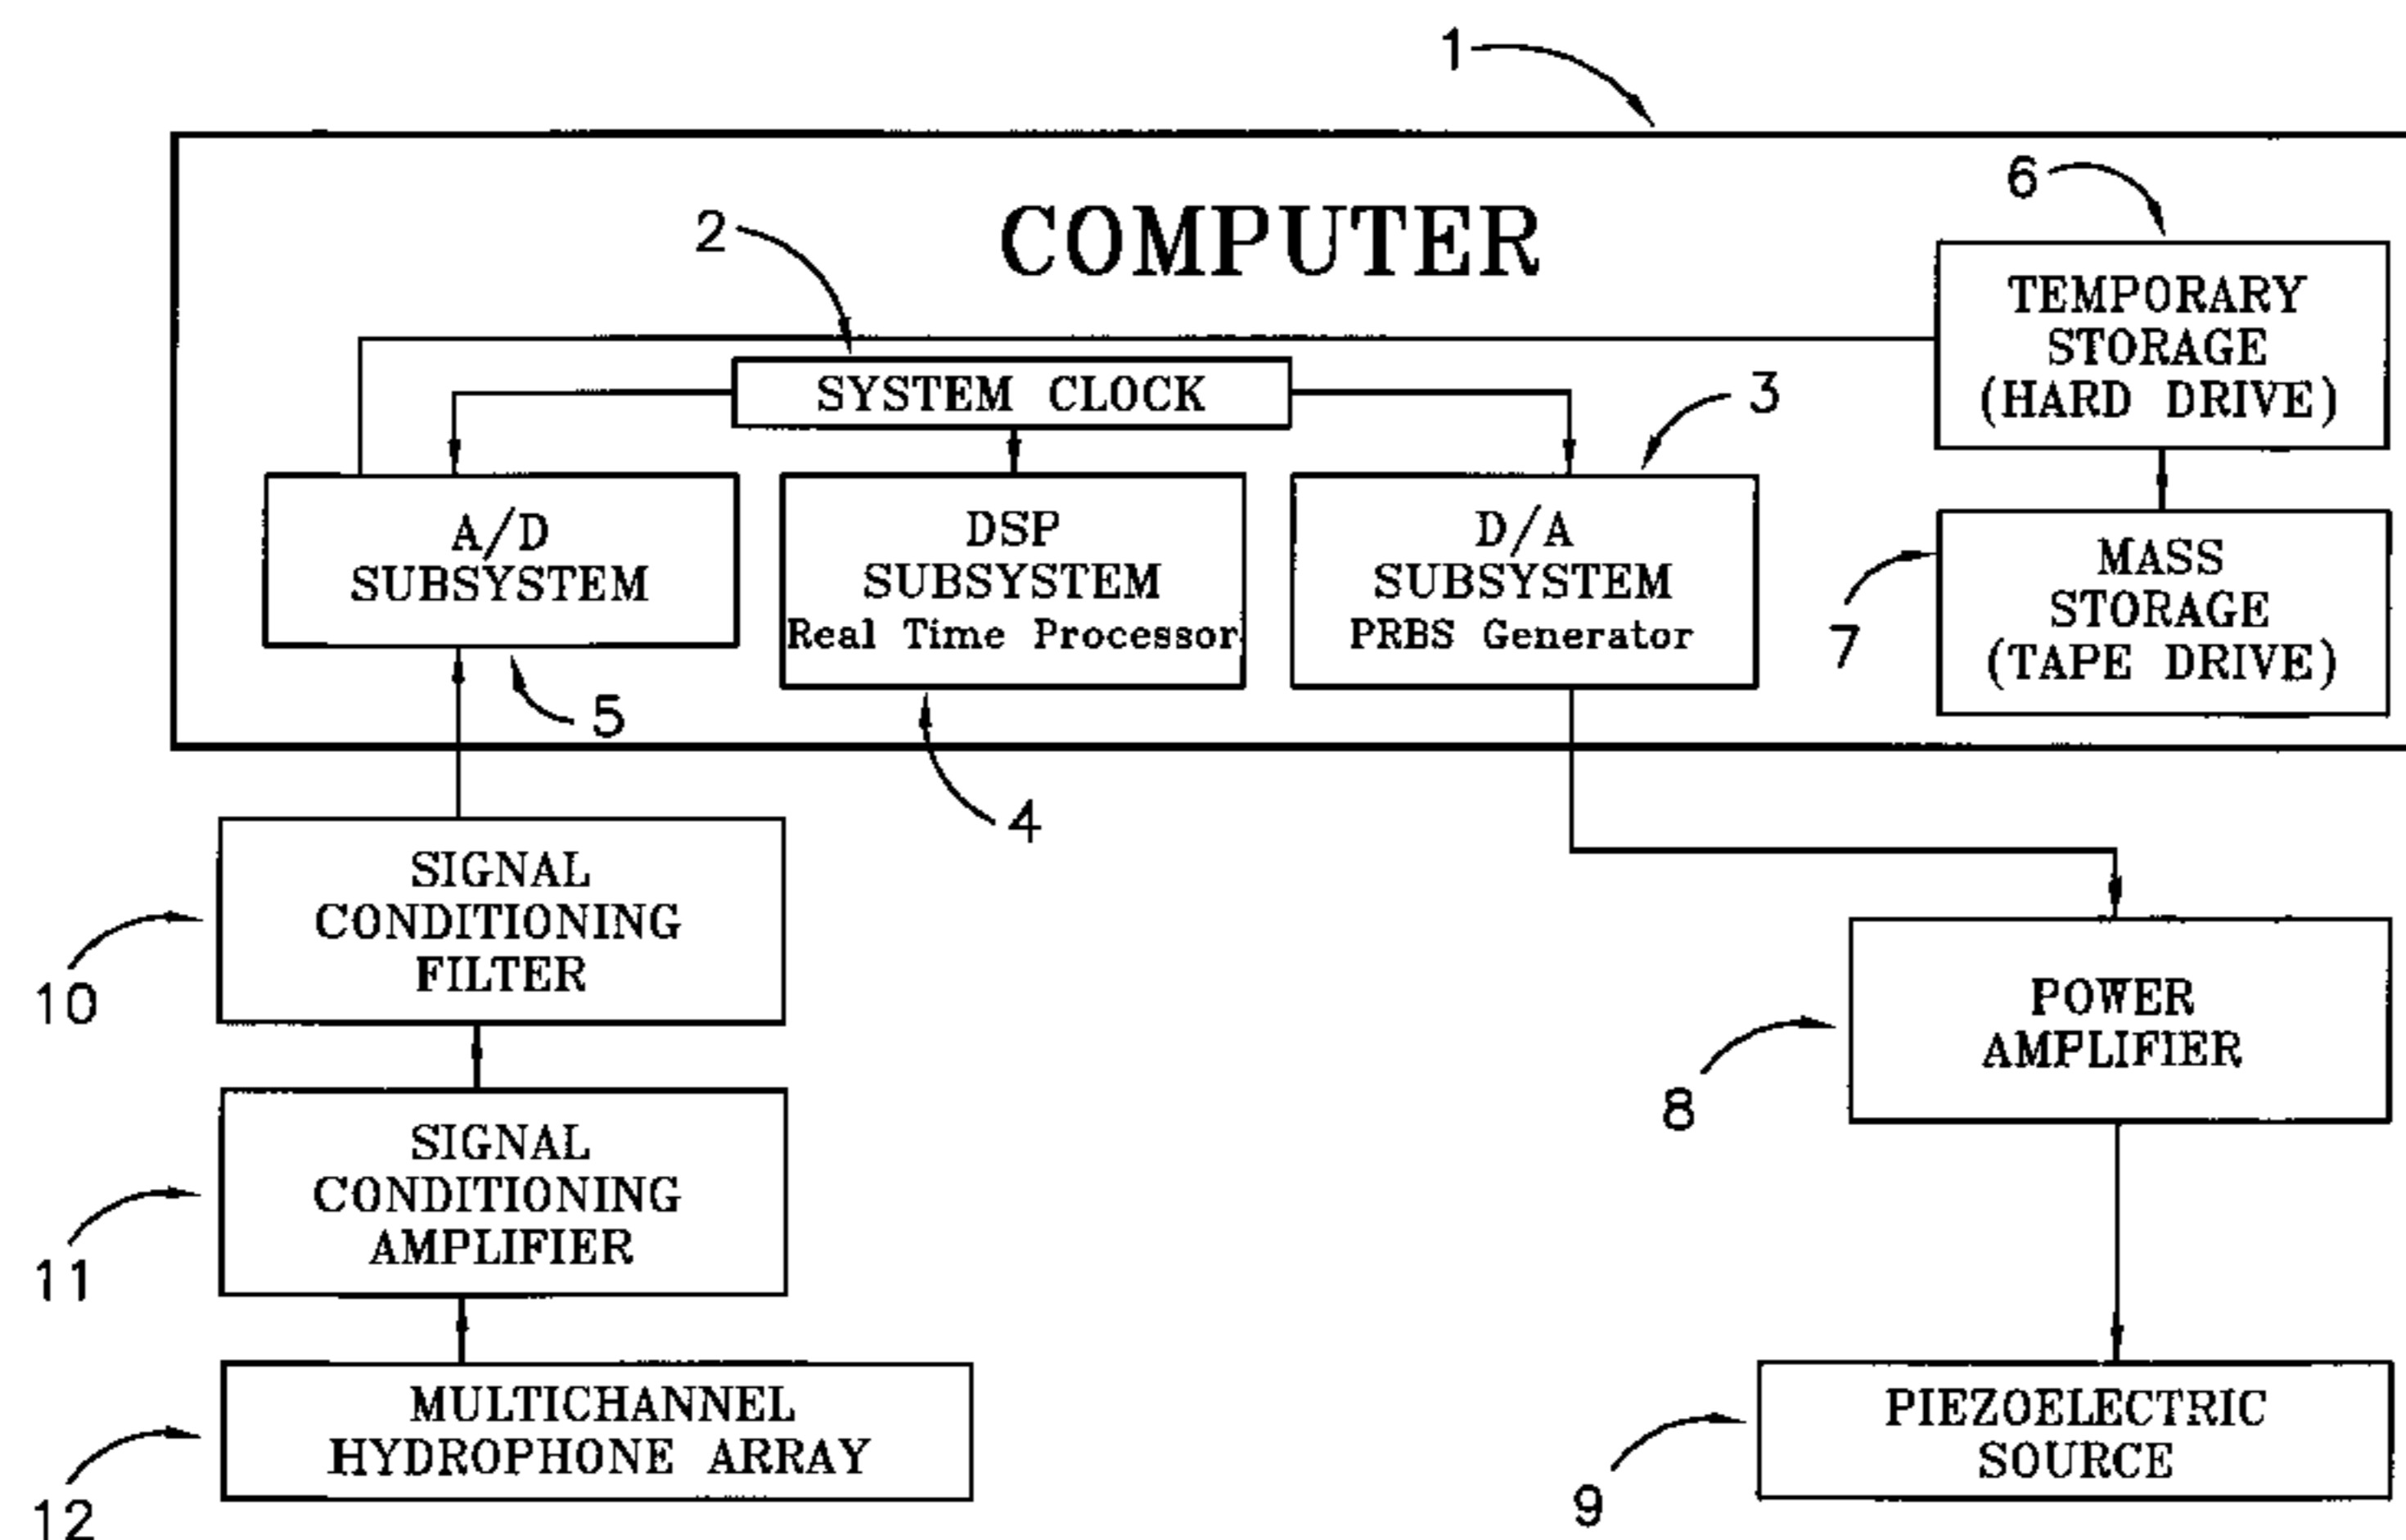 1
COMPUTER
2
6
TEMPORARY
STORAGE
(HARD DRIVE)
SYSTEM CLOCK
3
A/D
SUBSYSTEM
5
DSP
SUBSYSTEM
Real Time Processor
4
D/A
SUBSYSTEM
PRBS Generator
MASS
STORAGE
(TAPE DRIVE)
7
SIGNAL
CONDITIONING
FILTER
10
POWER
AMPLIFIER
8
SIGNAL
CONDITIONING
AMPLIFIER
11
MULTICHANNEL
HYDROPHONE ARRAY
12
PIEZOELECTRIC
SOURCE
9